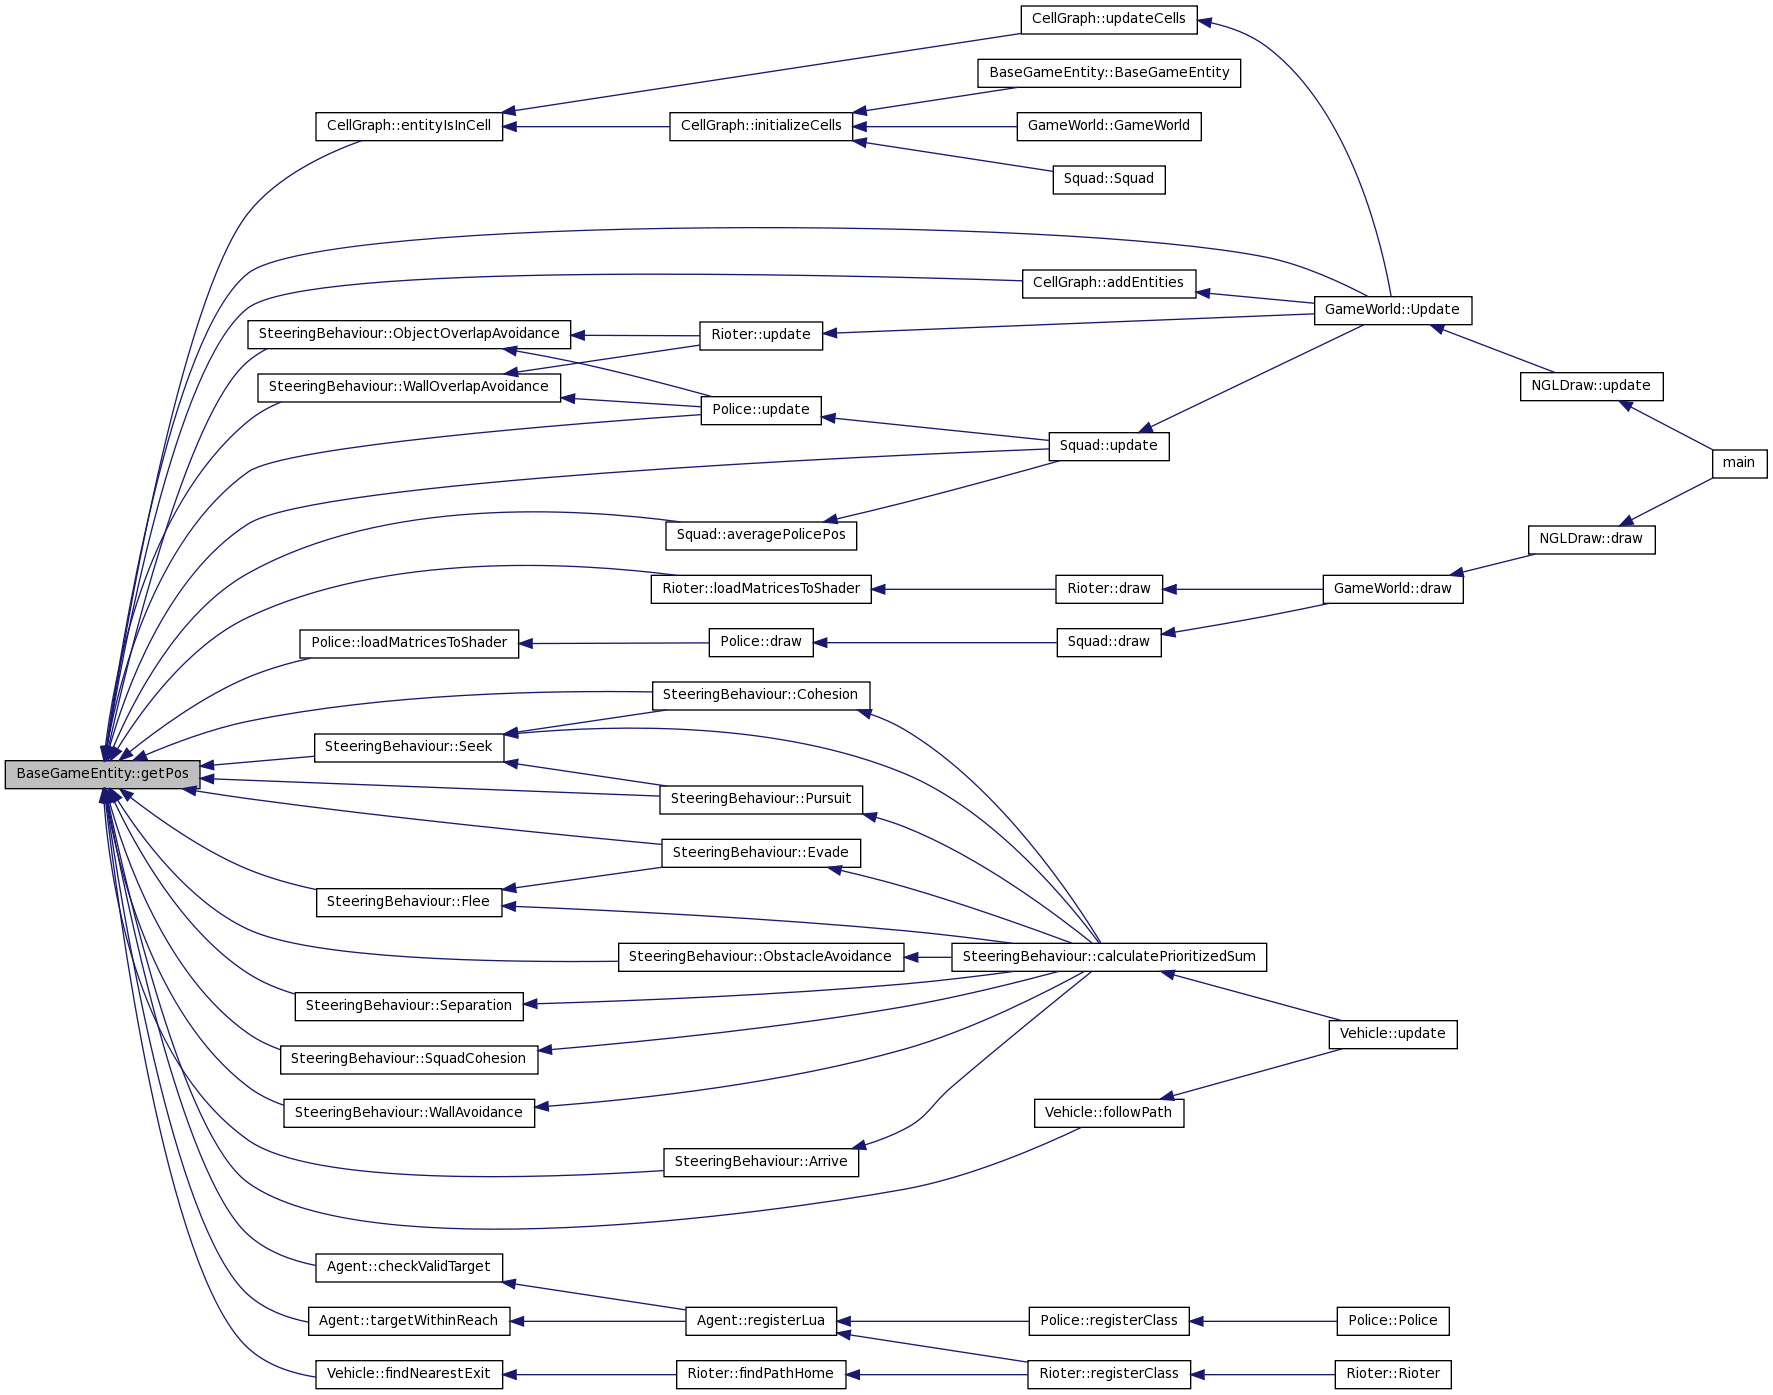 CellGraph::updateCells
BaseGameEntity::BaseGameEntity
CellGraph::entityIsInCell
CellGraph::initializeCells
GameWorld::GameWorld
Squad::Squad
CellGraph::addEntities
GameWorld::Update
SteeringBehaviour::ObjectOverlapAvoidance
Rioter::update
SteeringBehaviour::WallOverlapAvoidance
NGLDraw::update
Police::update
Squad::update
main
Squad::averagePolicePos
NGLDraw::draw
Rioter::loadMatricesToShader
Rioter::draw
GameWorld::draw
Police::loadMatricesToShader
Police::draw
Squad::draw
SteeringBehaviour::Cohesion
SteeringBehaviour::Seek
BaseGameEntity::getPos
SteeringBehaviour::Pursuit
SteeringBehaviour::Evade
SteeringBehaviour::Flee
SteeringBehaviour::ObstacleAvoidance
SteeringBehaviour::calculatePrioritizedSum
SteeringBehaviour::Separation
Vehicle::update
SteeringBehaviour::SquadCohesion
SteeringBehaviour::WallAvoidance
Vehicle::followPath
SteeringBehaviour::Arrive
Agent::checkValidTarget
Agent::targetWithinReach
Agent::registerLua
Police::registerClass
Police::Police
Vehicle::findNearestExit
Rioter::findPathHome
Rioter::registerClass
Rioter::Rioter